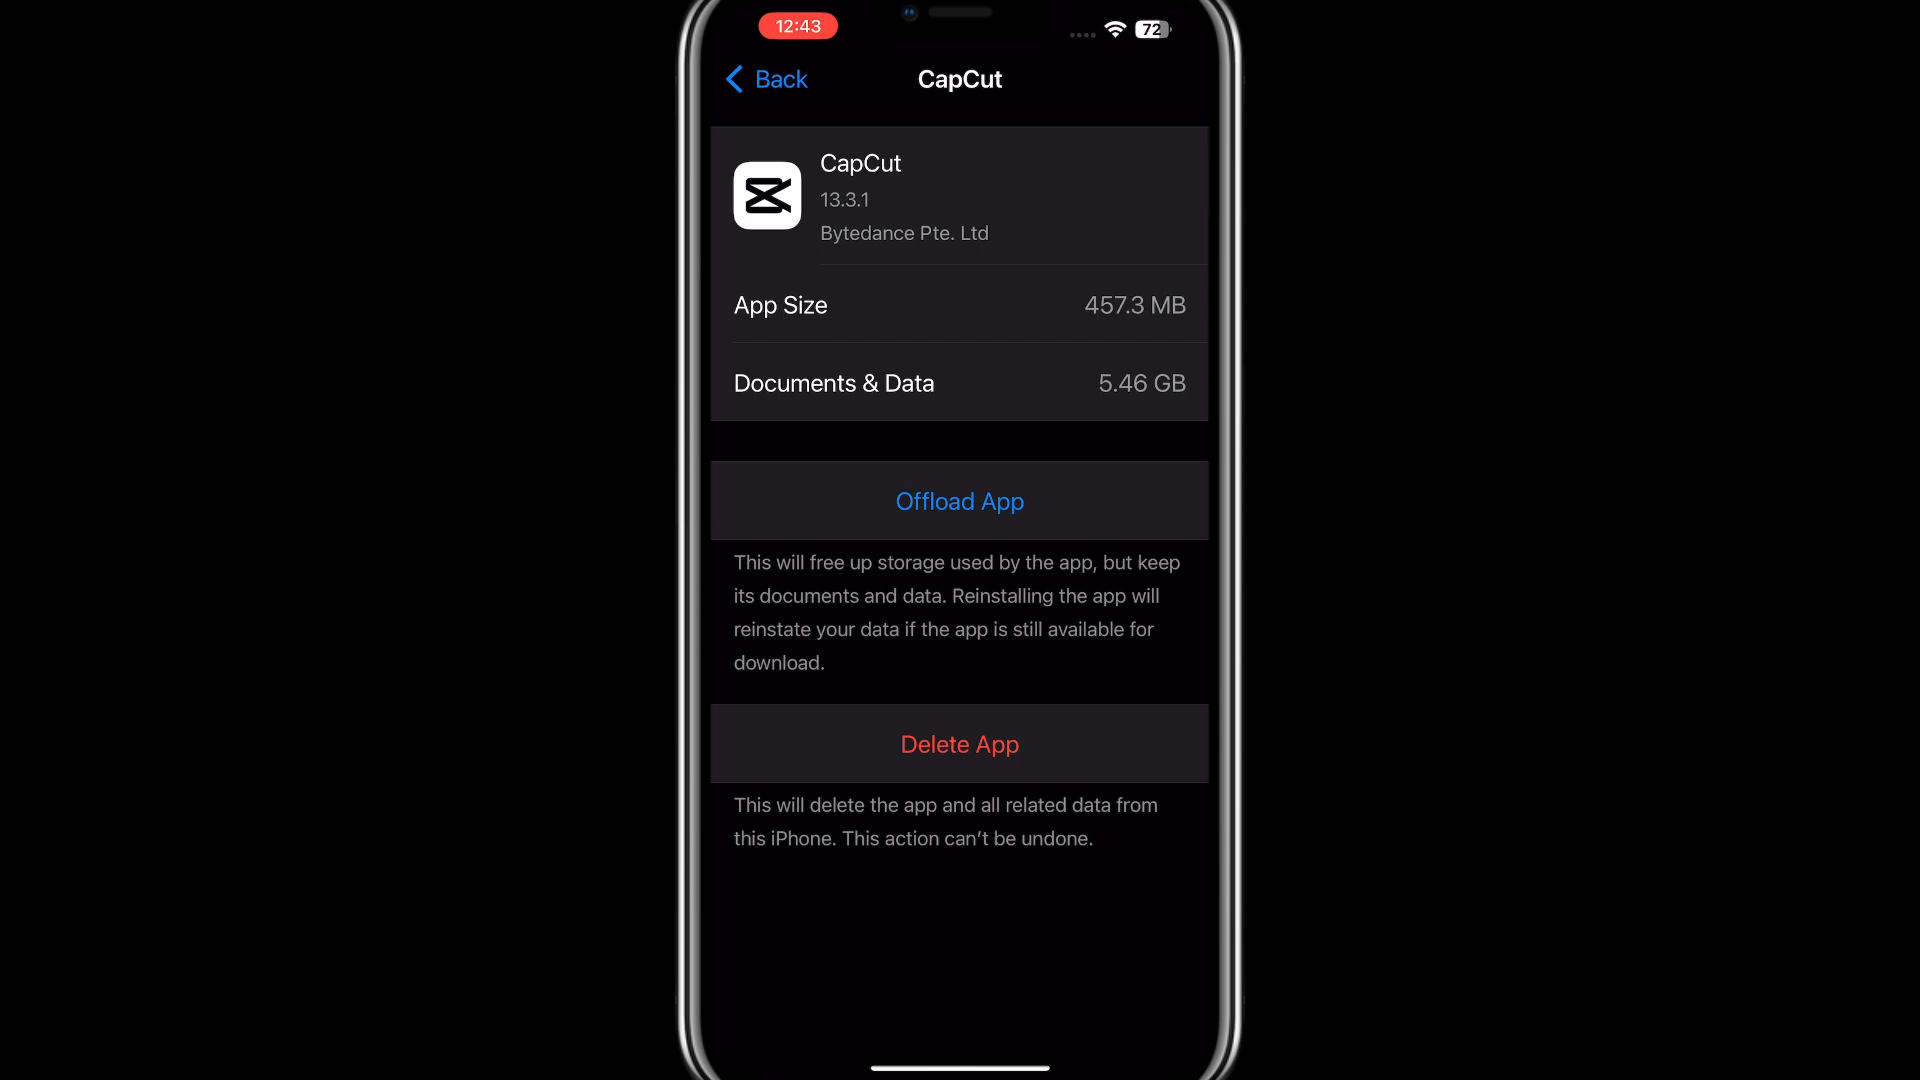 12:43
72
Back
CapCut
CapCut
13.3.1
Bytedance Pte. Ltd
App Size
457.3 MB
Documents & Data
5.46 GB
Offload App
This will free up storage used by the app, but keep
its documents and data. Reinstalling the app will
reinstate your data if the app is still available for
download.
Delete App
This will delete the app and all related data from
this iPhone. This action can't be undone.